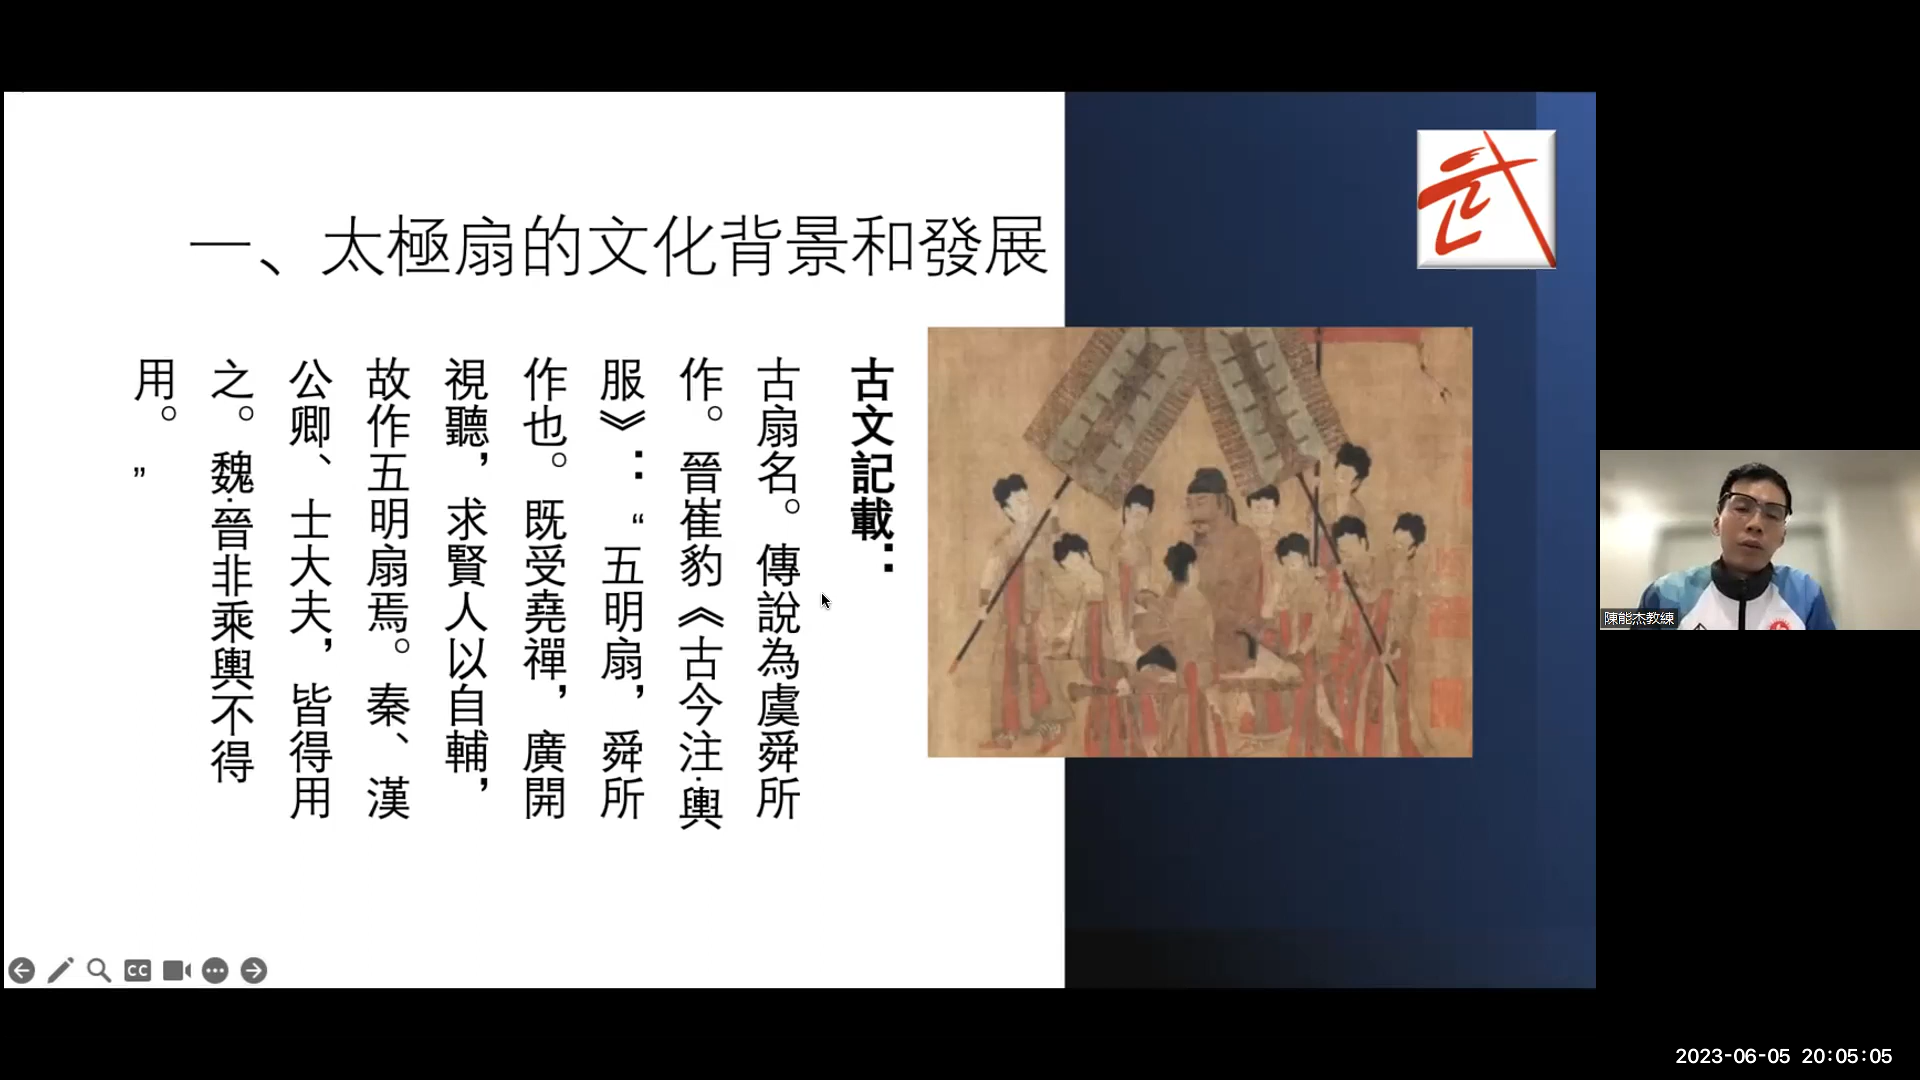 一、太極扇的文化背景和發展
古文記載：
古扇名。傳說為虞舜所
作。晉崔豹《古今注·輿
服》：“五明扇，舜所
作也。既受堯禪，廣開
視聽，求賢人以自輔，
故作五明扇焉。秦、漢
公卿、士大夫，皆得用
之。魏·晉非乘輿不得
用。”
武
陳能杰教練
CC
2023-06-05 20:05:05